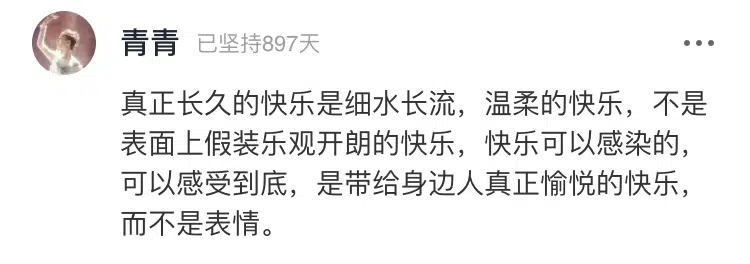 青青 已坚持897天
真正长久的快乐是细水长流，温柔的快乐，不是
表面上假装乐观开朗的快乐，快乐可以感染的，
可以感受到底，是带给身边人真正愉悦的快乐，
而不是表情。